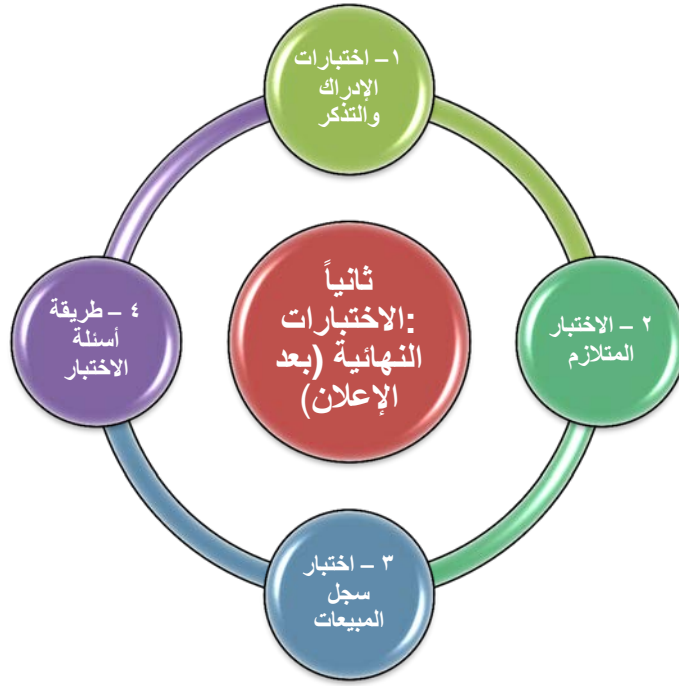 ١– اختبارات
الإدراك
والتذكر
ثانياً
:الاختبارات
النهائية (بعد
الإعلان)
٢ – الاختبار
المتلازم
٣ – اختبار
سجل
المبيعات
٤ – طريقة
أسئلة
الاختبار